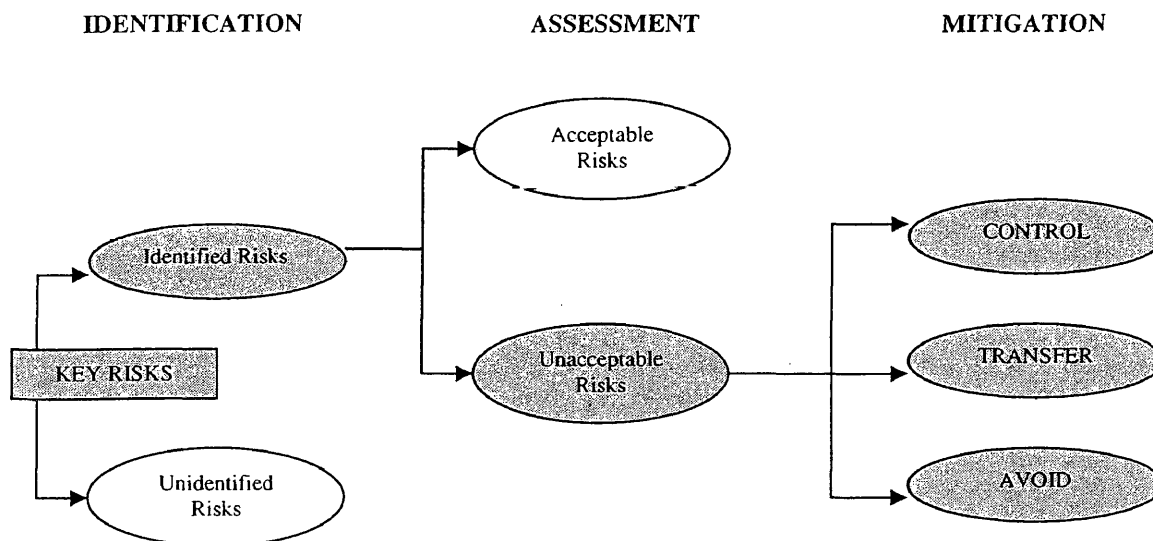 IDENTIFICATION
ASSESSMENT
MITIGATION
Acceptable
Risks
Identified Risks
CONTROL
KEY RISKS
Unacceptable
Risks
TRANSFER
Unidentified
Risks
AVOID